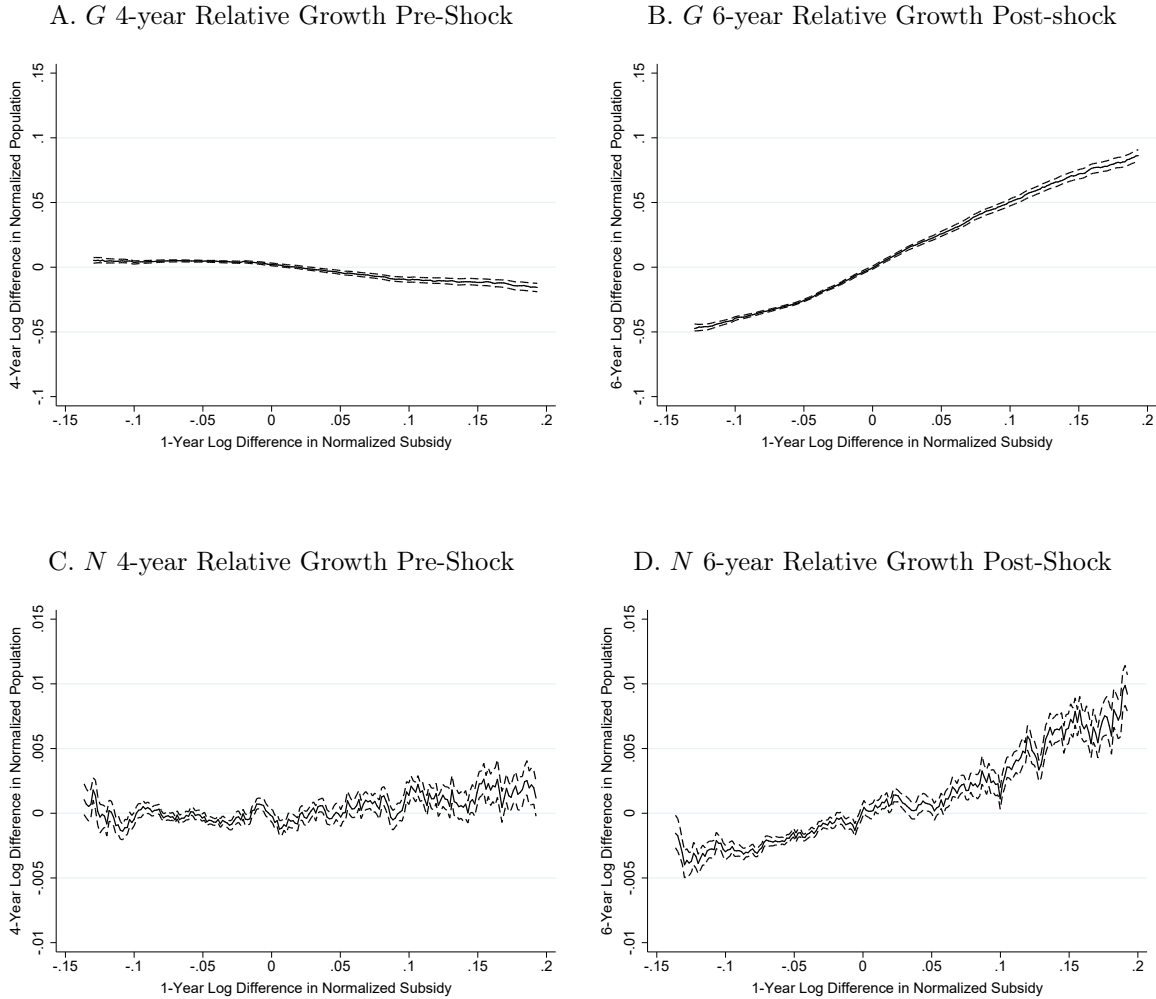 A. G 4-year Relative Growth Pre-Shock
4-Year Log Difference in Normalized Population
.15
.1
.05
0
-.05
-.1
-.15 -.1 -.05 0 .05 .1 .15 .2
1-Year Log Difference in Normalized Subsidy
B. G 6-year Relative Growth Post-shock
6-Year Log Difference in Normalized Population
.15
.1
.05
0
-.05
-.1
-.15 -.1 -.05 0 .05 .1 .15 .2
1-Year Log Difference in Normalized Subsidy
C. N 4-year Relative Growth Pre-Shock
4-Year Log Difference in Normalized Population
.015
.01
.005
0
-.005
-.01
-.15 -.1 -.05 0 .05 .1 .15 .2
1-Year Log Difference in Normalized Subsidy
D. N 6-year Relative Growth Post-Shock
6-Year Log Difference in Normalized Population
.015
.01
.005
0
-.005
-.01
-.15 -.1 -.05 0 .05 .1 .15 .2
1-Year Log Difference in Normalized Subsidy